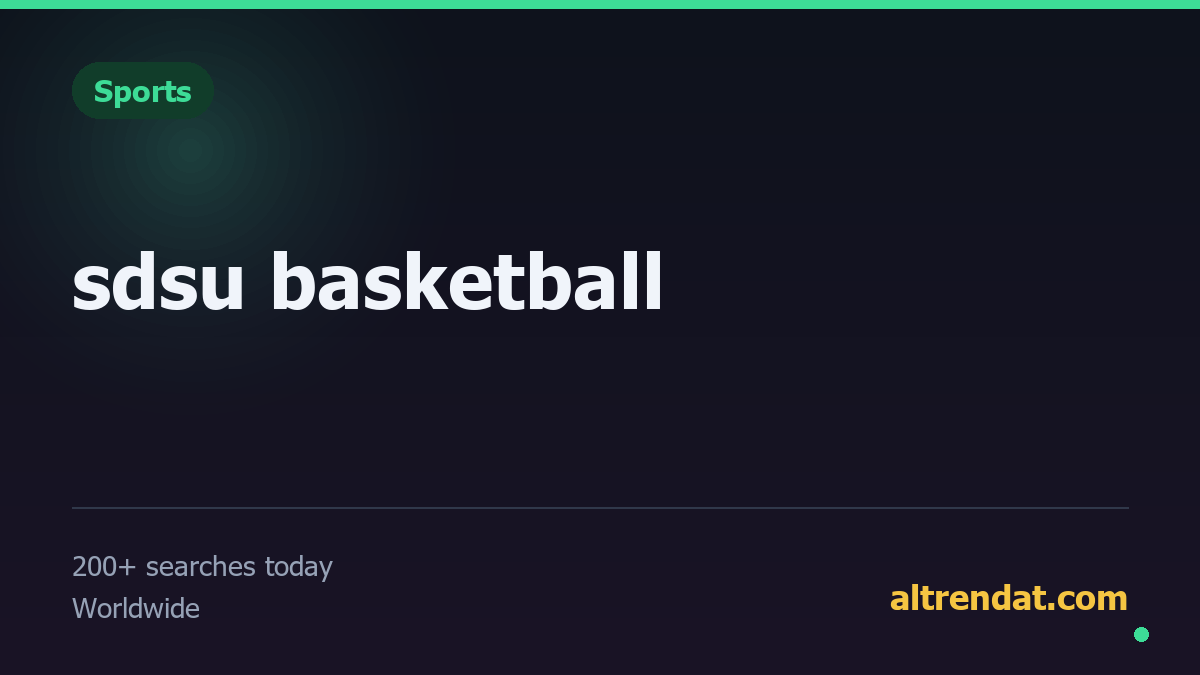 Sports
sdsu basketball
200+ searches today
Worldwide
altrendat.com